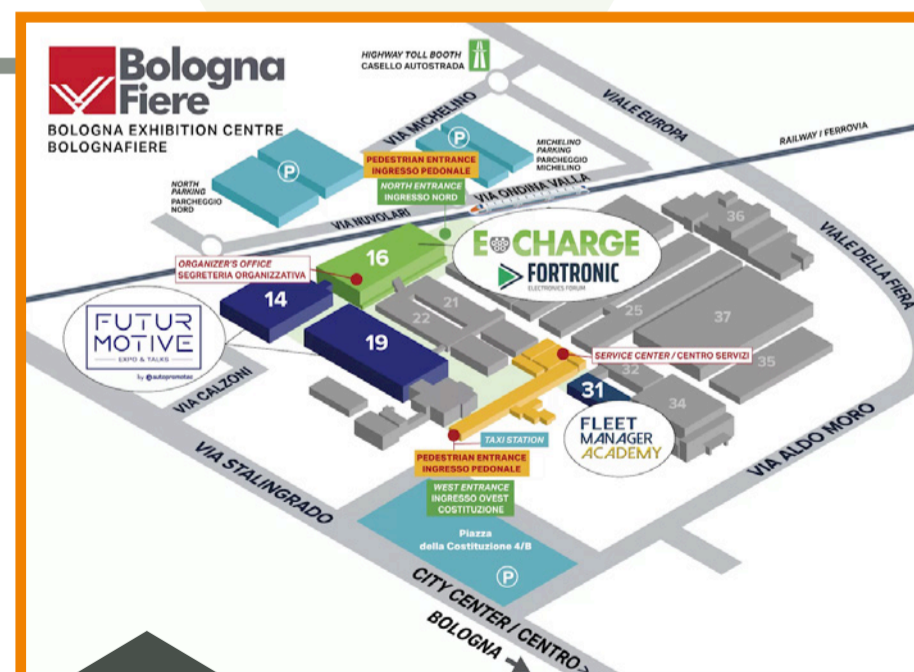 Bologna
Fiere
BOLOGNA EXHIBITION CENTRE
BOLOGNAFIERE
HIGHWAY TOLL BOOTH
CASELLO AUTOSTRADA
VIA MICHELINO
VIALE EUROPA
P
P
MICHELINO
PARKING
PARCHEGGIO
MICHELINO
RAILWAY / FERROVIA
PEDESTRIAN ENTRANCE
INGRESSO PEDONALE
NORTH ENTRANCE
INGRESSO NORD
VIA ONDINA VALLA
NORTH
PARKING
PARCHEGGIO
NORD
VIA NUVOLARI
36
VIALE DELLA FIERA
16
E CHARGE
FORTRONIC
ELECTRONICS FORUM
ORGANIZER'S OFFICE
SEGRETERIA ORGANIZZATIVA
14
21
22
25
37
FUTUR
MOTIVE
EXPO & TALKS
by autopromotec
19
SERVICE CENTER / CENTRO SERVIZI
32
35
31
34
VIA CALZONI
FLEET
MANAGER
ACADEMY
TAXI STATION
PEDESTRIAN ENTRANCE
INGRESSO PEDONALE
VIA ALDO MORO
VIA STALINGRADO
WEST ENTRANCE
INGRESSO OVEST
COSTITUZIONE
Piazza
della Costituzione 4/B
P
CITY CENTER / CENTRO >
BOLOGNA